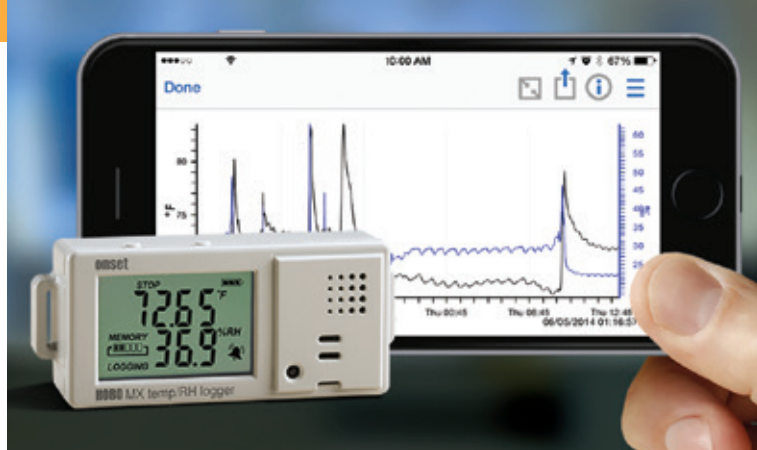 10:00 AM
67%
Done
80
°F
75
60
55
50
45
40
35
30
25
Thu 00:45
Thu 06:45
Thu 12:45
06/05/2014 01:16:57
onset
STOP
72.65 °F
MEMORY
36.9 %RH
LOGGING
HOBO MX temp/RH logger